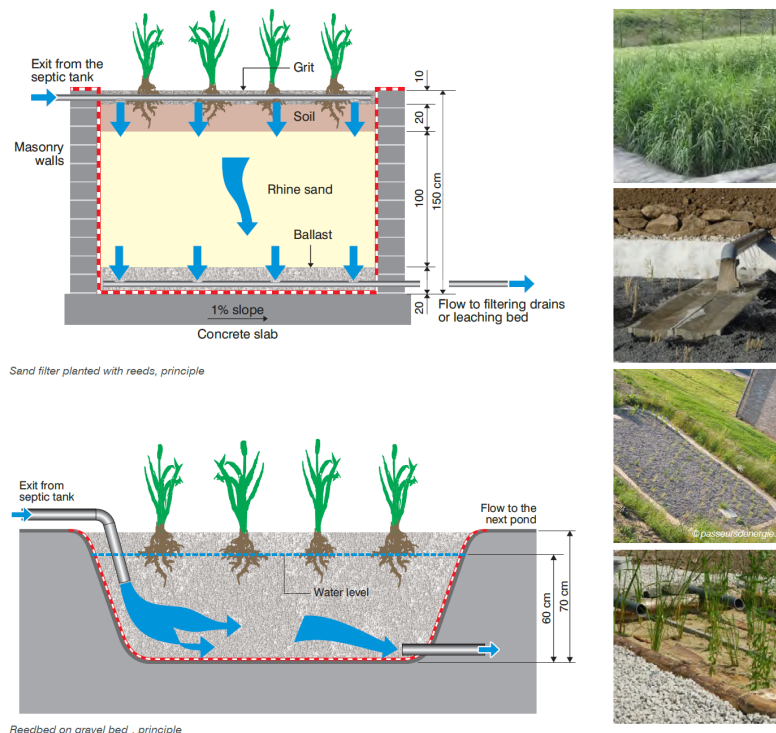 Exit from the
septic tank
Grit
10
Soil
20
Masonry
walls
Rhine sand
100
150 cm
Ballast
20
Flow to filtering drains
or leaching bed
1% slope
Concrete slab
Sand filter planted with reeds, principle
Exit from
septic tank
Flow to the
next pond
Water level
60 cm
70 cm
Reedbed on gravel bed , principle
© passeursdenergie.